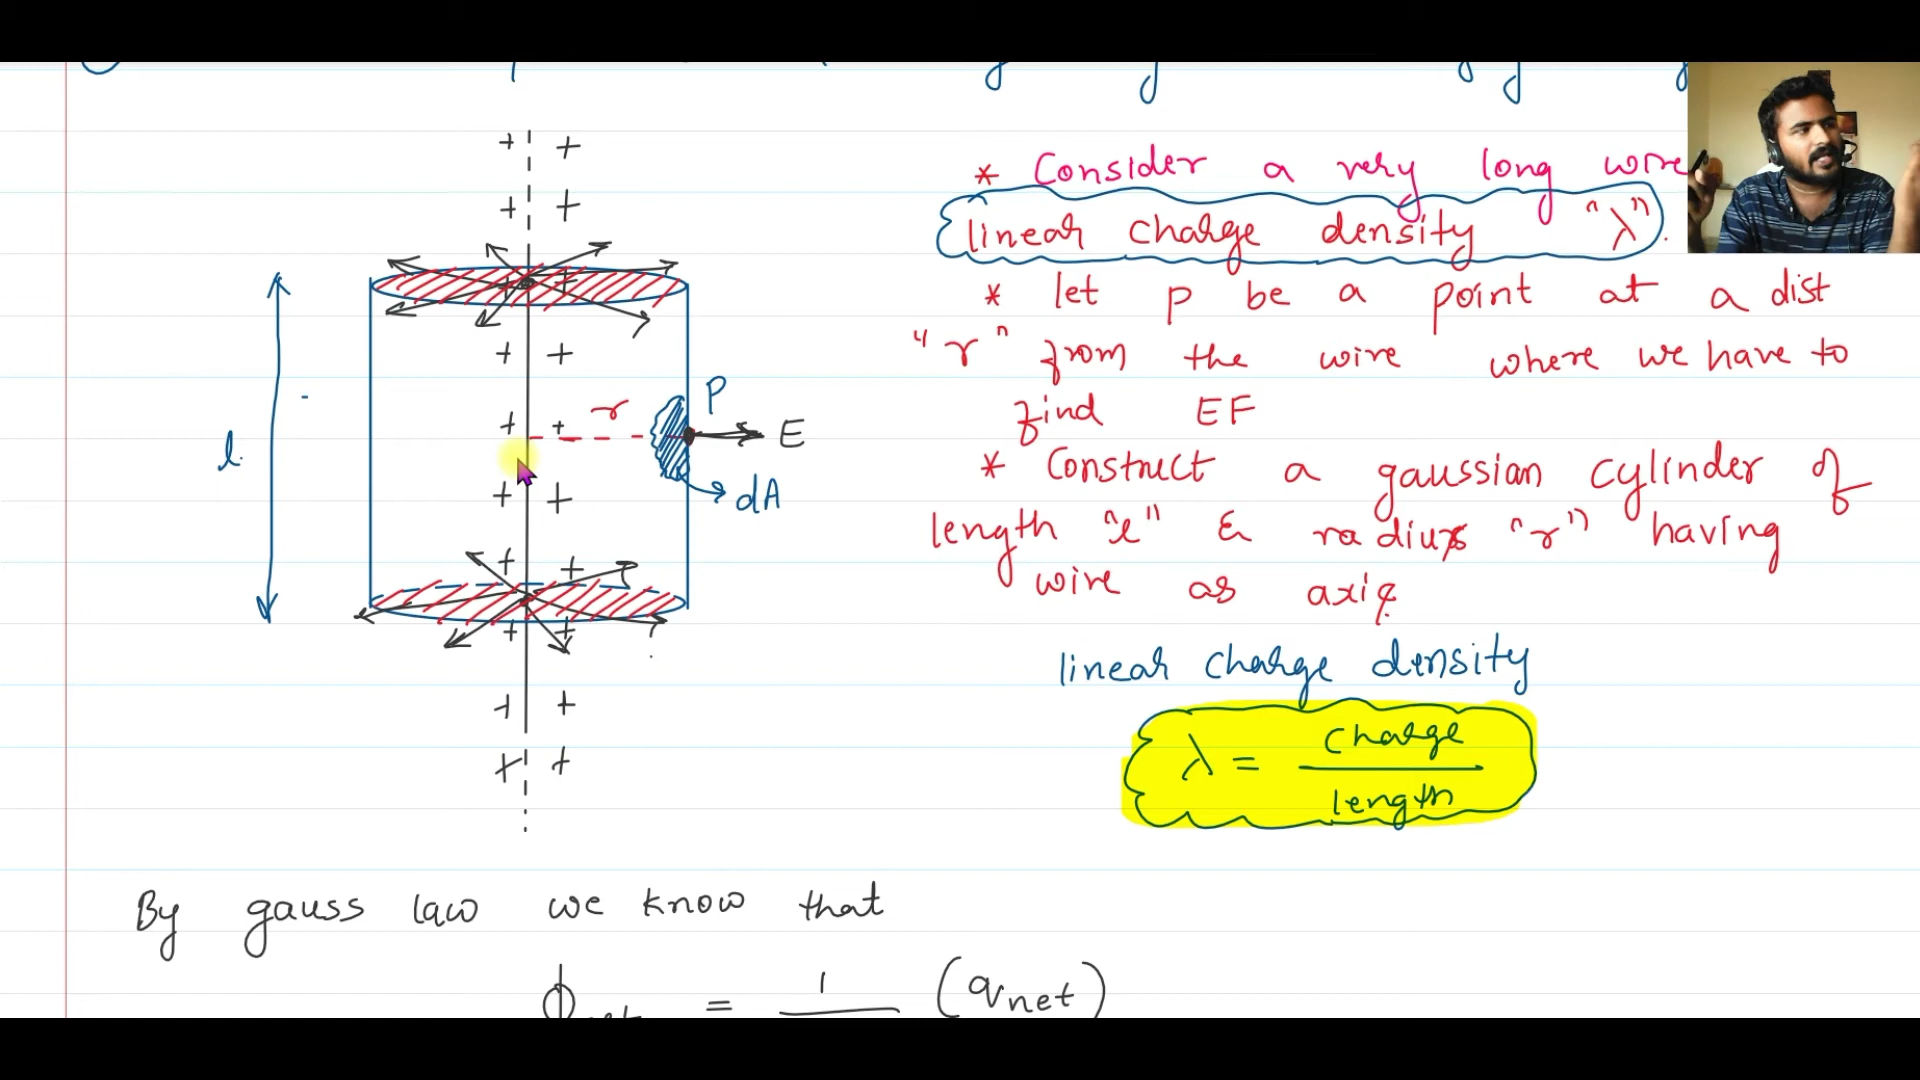 * Consider a very long wire
linear charge density "λ".
* let p be a point at a dist
"r" from the wire where we have to
find EF
* Construct a gaussian cylinder of
length "l" & radius "r" having
wire as axis
linear charge density
λ = charge
length
l
r
P
E
dA
By gauss law we know that
= 1 (qnet)